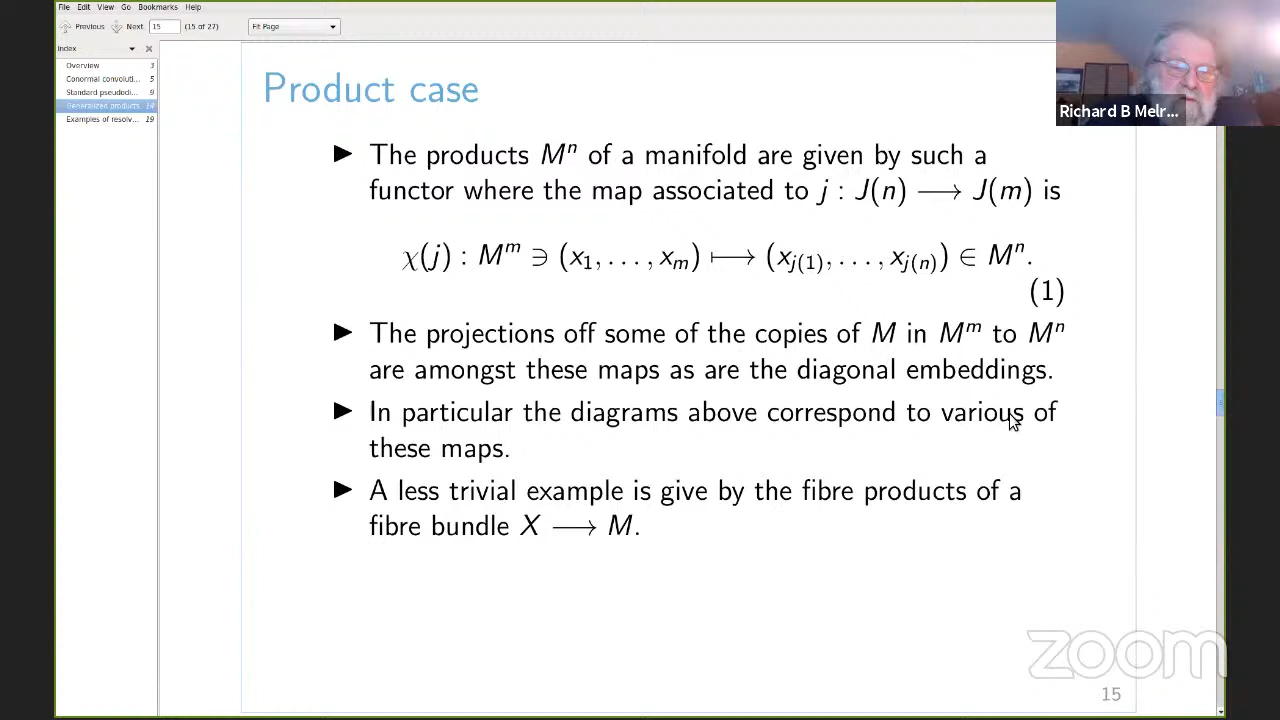 File Edit View Go Bookmarks Help
Previous Next 15 (15 of 27) Fit Page
Index
Overview 3
Conormal convoluti... 5
Standard pseudodi... 9
Generalized products 14
Examples of resolv... 19
Richard B Melr...
Product case
▶ The products Mⁿ of a manifold are given by such a
functor where the map associated to j : J(n) ⟶ J(m) is
χ(j) : Mᵐ ∋ (x₁, . . . , xₘ) ⟼ (x_{j(1)}, . . . , x_{j(n)}) ∈ Mⁿ.
(1)
▶ The projections off some of the copies of M in Mᵐ to Mⁿ
are amongst these maps as are the diagonal embeddings.
▶ In particular the diagrams above correspond to various of
these maps.
▶ A less trivial example is give by the fibre products of a
fibre bundle X ⟶ M.
zoom
15